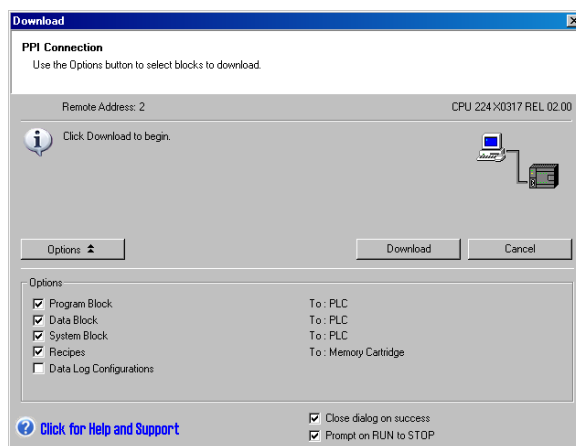 Download
PPI Connection
Use the Options button to select blocks to download.
Remote Address: 2 CPU 224 X0317 REL 02.00
Click Download to begin.
Options Download Cancel
Options
Program Block To : PLC
Data Block To : PLC
System Block To : PLC
Recipes To : Memory Cartridge
Data Log Configurations
Close dialog on success
Click for Help and Support
Prompt on RUN to STOP